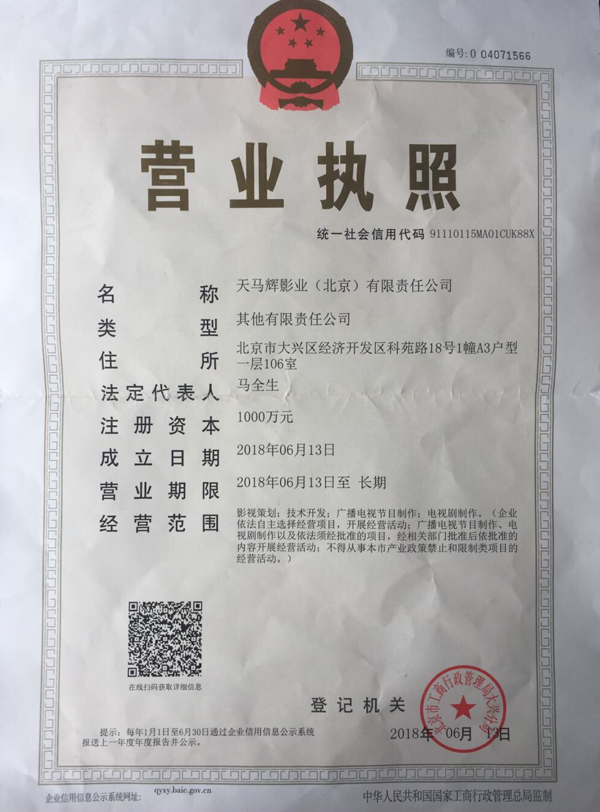 编号:0 04071566
营业执照
统一社会信用代码 91110115MA01CUK88X
名称 天马辉影业（北京）有限责任公司
类型 其他有限责任公司
住所 北京市大兴区经济开发区科苑路18号1幢A3户型
一层106室
法定代表人 马全生
注册资本 1000万元
成立日期 2018年06月13日
营业期限 2018年06月13日至 长期
经营范围 影视策划；技术开发；广播电视节目制作；电视剧制作。（企业
依法自主选择经营项目，开展经营活动；广播电视节目制作、电
视剧制作以及依法须经批准的项目，经相关部门批准后依批准的
内容开展经营活动；不得从事本市产业政策禁止和限制类项目的
经营活动。）
在线扫码获取详细信息
登记机关
北京市工商行政管理局大兴分局
2018年 06月 13日
提示：每年1月1日至6月30日通过企业信用信息公示系统
报送上一年度年度报告并公示。
企业信用信息公示系统网址： qyxy.baic.gov.cn
中华人民共和国国家工商行政管理总局监制